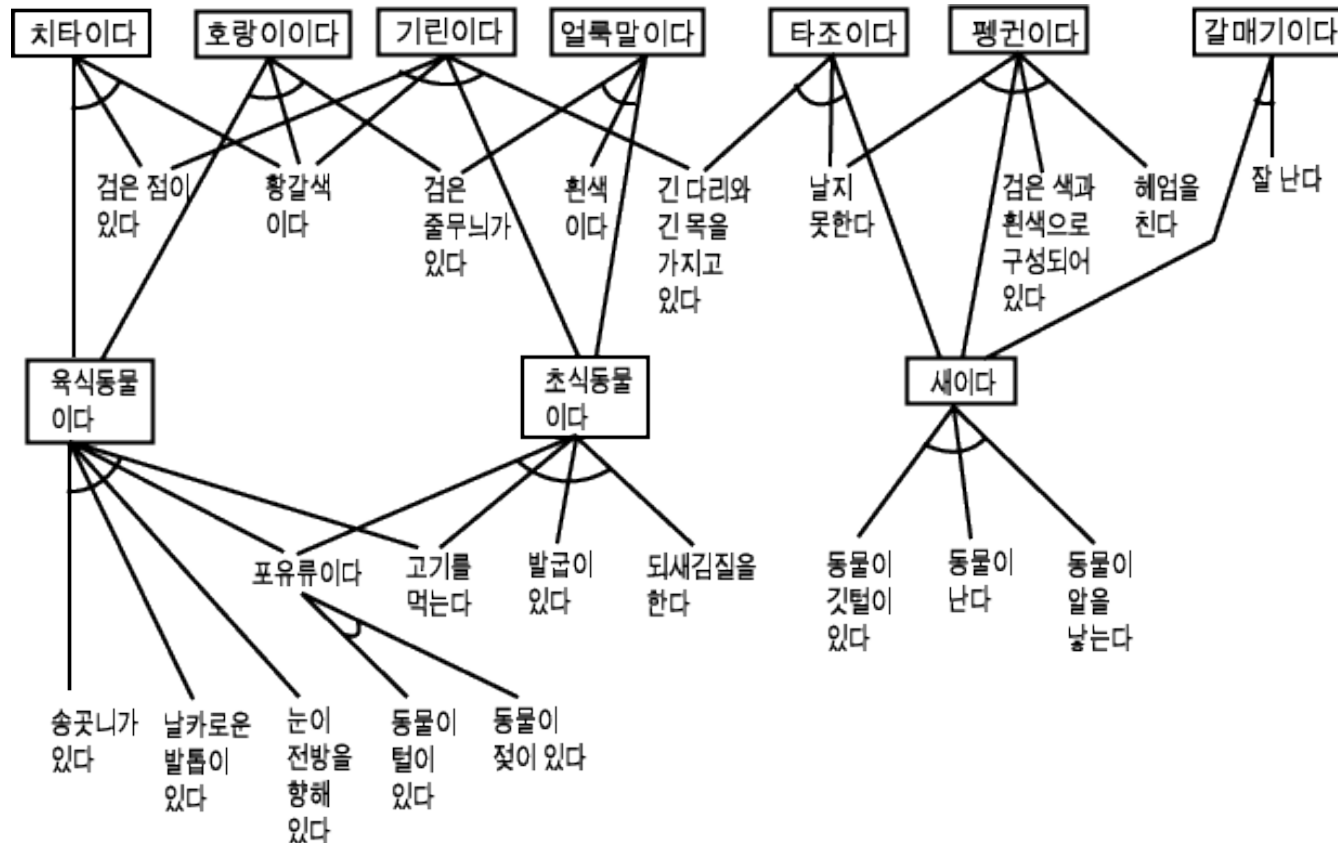 치타이다
호랑이이다
기린이다
얼룩말이다
타조이다
펭귄이다
갈매기이다
검은 점이
있다
황갈색
이다
검은
줄무늬가
있다
흰색
이다
긴 다리와
긴 목을
가지고
있다
날지
못한다
검은 색과
흰색으로
구성되어
있다
헤엄을
친다
잘 난다
육식동물
이다
초식동물
이다
새이다
포유류이다
고기를
먹는다
발굽이
있다
되새김질을
한다
동물이
깃털이
있다
동물이
난다
동물이
알을
낳는다
송곳니가
있다
날카로운
발톱이
있다
눈이
전방을
향해
있다
동물이
털이
있다
동물이
젖이 있다